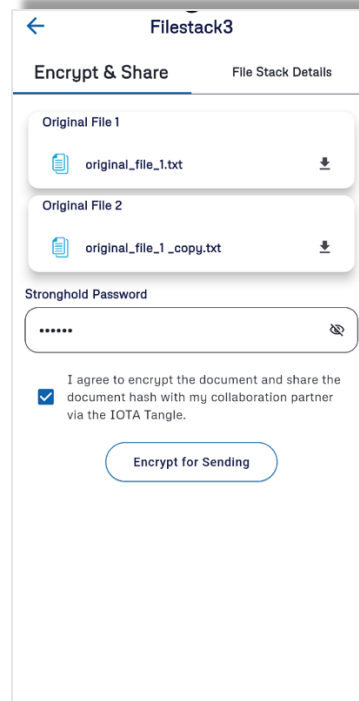 Filestack3
Encrypt & Share
File Stack Details
Original File 1
original_file_1.txt
Original File 2
original_file_1 _copy.txt
Stronghold Password
••••••
I agree to encrypt the document and share the
document hash with my collaboration partner
via the IOTA Tangle.
Encrypt for Sending